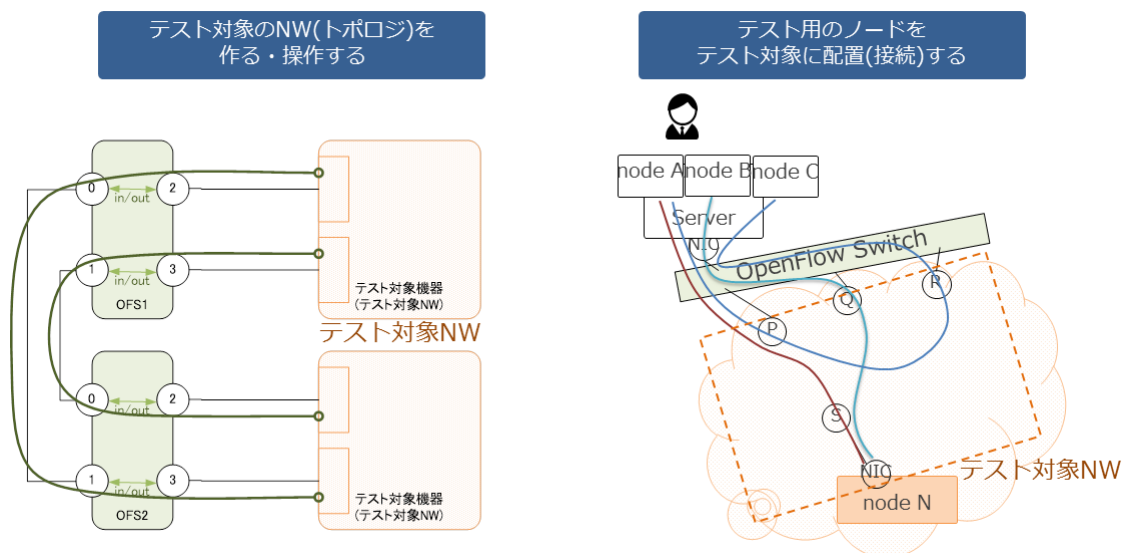 テスト対象のNW(トポロジ)を
作る・操作する
テスト用のノードを
テスト対象に配置(接続)する
0
in/out
2
1
in/out
3
OFS1
テスト対象機器
(テスト対象NW)
テスト対象NW
0
in/out
2
1
in/out
3
OFS2
テスト対象機器
(テスト対象NW)
node A
node B
node C
Server
NIC
OpenFlow Switch
P
Q
R
S
NIC
node N
テスト対象NW